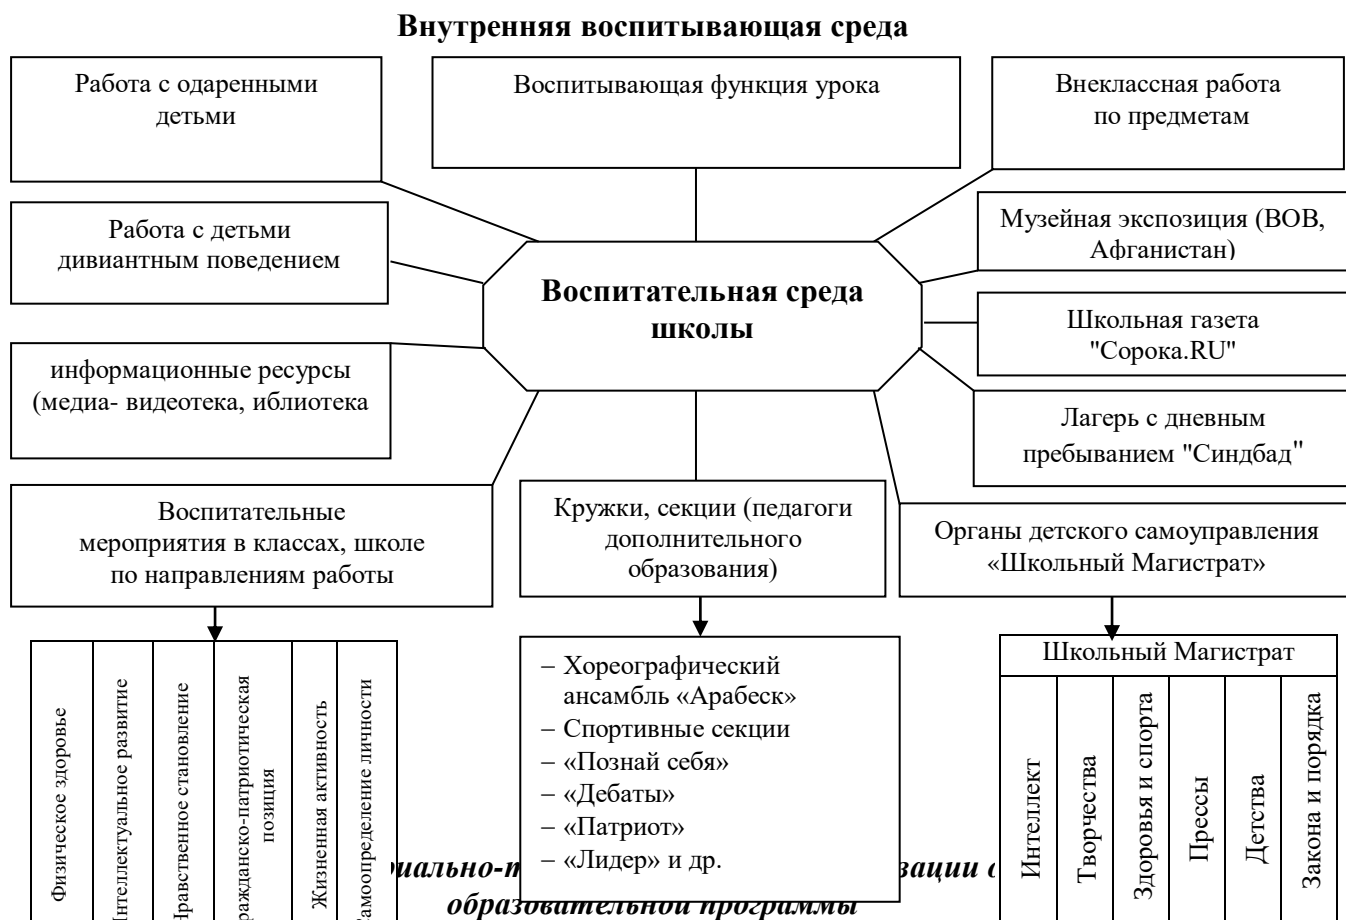 Внутренняя воспитывающая среда
Работа с одаренными
детьми
Воспитывающая функция урока
Внеклассная работа
по предметам
Работа с детьми
дивиантным поведением
Музейная экспозиция (ВОВ,
Афганистан)
Воспитательная среда
школы
Школьная газета
"Сорока.RU"
информационные ресурсы
(медиа- видеотека, иблиотека
Лагерь с дневным
пребыванием "Синдбад"
Воспитательные
мероприятия в классах, школе
по направлениям работы
Кружки, секции (педагоги
дополнительного
образования)
Органы детского самоуправления
«Школьный Магистрат»
Физическое здоровье
Интеллектуальное развитие
Нравственное становление
ражданско-патриотическая
позиция
Жизненная активность
Самоопределение личности
– Хореографический
ансамбль «Арабеск»
– Спортивные секции
– «Познай себя»
– «Дебаты»
– «Патриот»
– «Лидер» и др.
Школьный Магистрат
Интеллект
Творчества
Здоровья и спорта
Прессы
Детства
Закона и порядка
образовательной программы